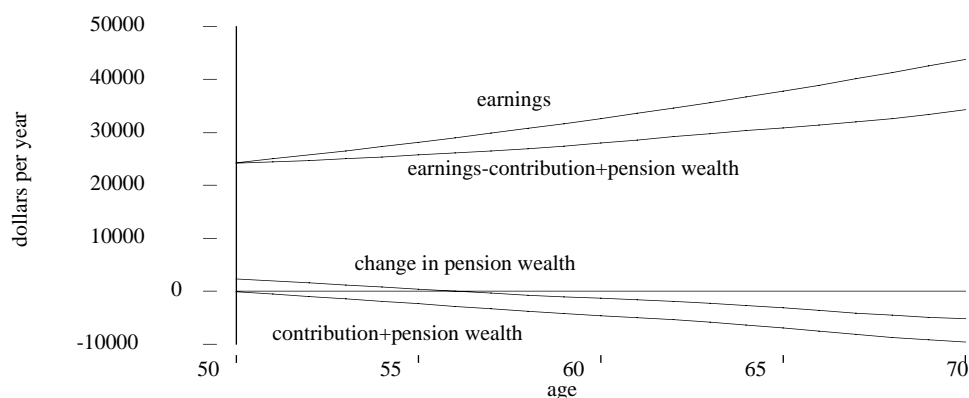 50000
40000
earnings
30000
earnings-contribution+pension wealth
20000
dollars per year
10000
change in pension wealth
0
contribution+pension wealth
-10000
50 55 60 65 70
age